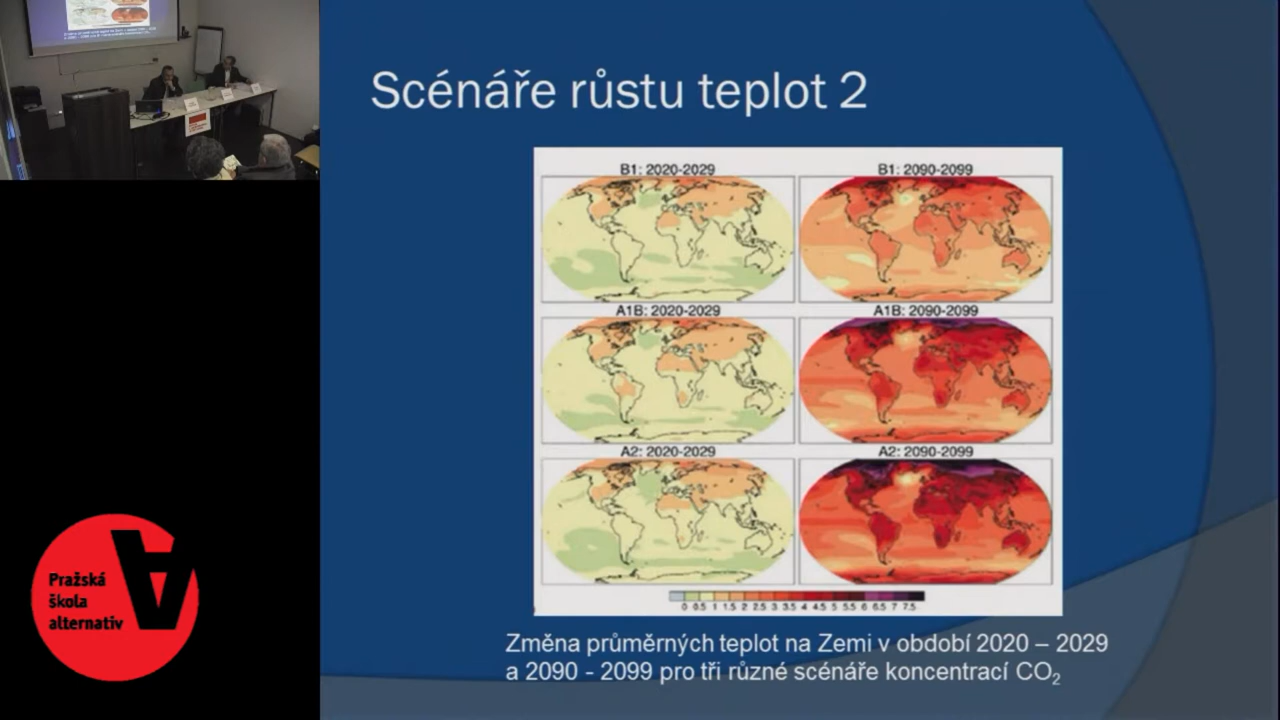 Scénáře růstu teplot 2
B1: 2020-2029
B1: 2090-2099
A1B: 2020-2029
A1B: 2090-2099
A2: 2020-2029
A2: 2090-2099
0 0.5 1 1.5 2 2.5 3 3.5 4 4.5 5 5.5 6 6.5 7 7.5
Změna průměrných teplot na Zemi v období 2020 – 2029
a 2090 - 2099 pro tři různé scénáře koncentrací CO₂
Pražská
škola
alternativ